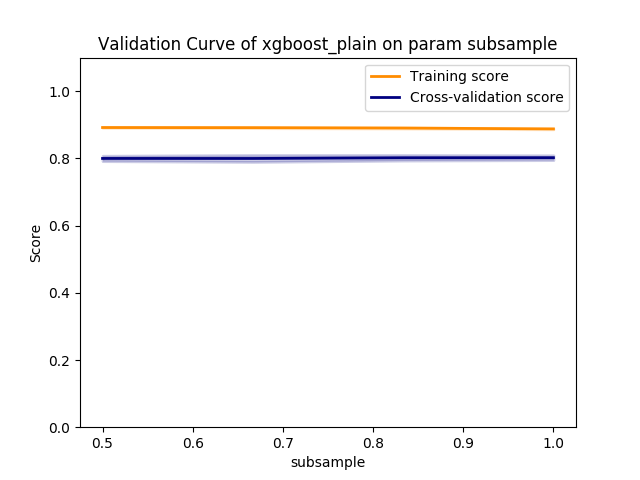 Validation Curve of xgboost_plain on param subsample
Training score
Cross-validation score
1.0
0.8
0.6
0.4
0.2
0.0
Score
0.5 0.6 0.7 0.8 0.9 1.0
subsample